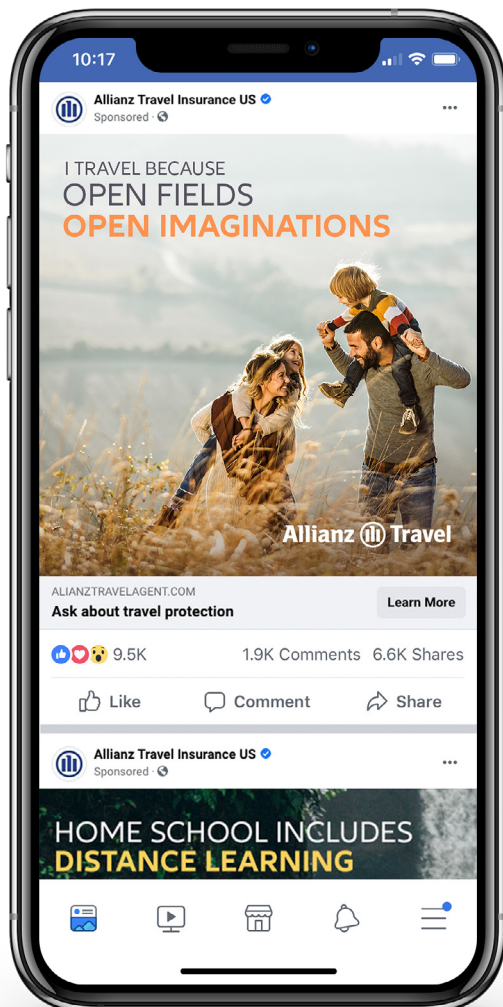 10:17
Allianz Travel Insurance US
Sponsored ·
I TRAVEL BECAUSE
OPEN FIELDS
OPEN IMAGINATIONS
Allianz Travel
ALIANZTRAVELAGENT.COM
Ask about travel protection
Learn More
9.5K 1.9K Comments 6.6K Shares
Like Comment Share
Allianz Travel Insurance US
Sponsored ·
HOME SCHOOL INCLUDES
DISTANCE LEARNING